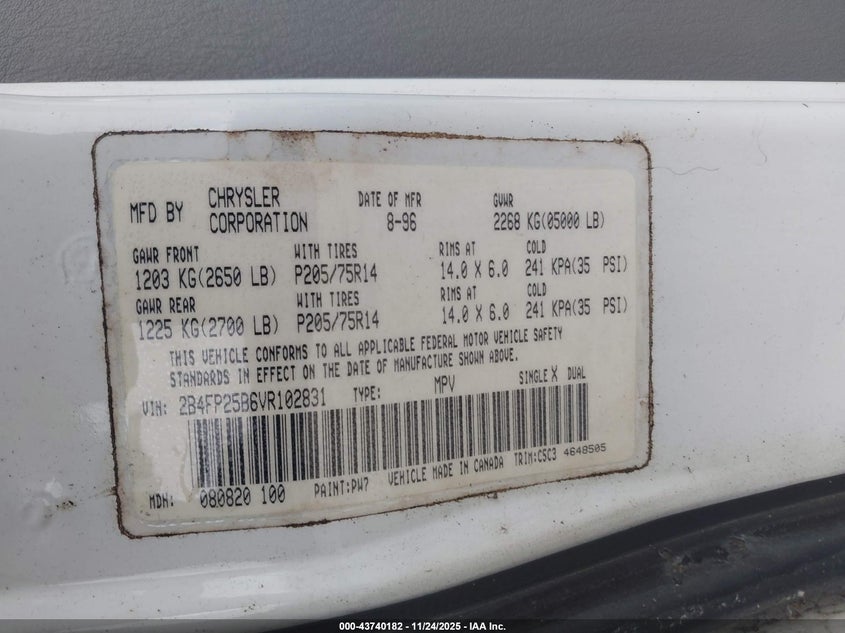 MFD BY CHRYSLER CORPORATION DATE OF MFR 8-96 GVWR 2268 KG(05000 LB)
GAWR FRONT WITH TIRES RIMS AT COLD
1203 KG(2650 LB) P205/75R14 14.0 X 6.0 241 KPA(35 PSI)
GAWR REAR WITH TIRES RIMS AT COLD
1225 KG(2700 LB) P205/75R14 14.0 X 6.0 241 KPA(35 PSI)
THIS VEHICLE CONFORMS TO ALL APPLICABLE FEDERAL MOTOR VEHICLE SAFETY
STANDARDS IN EFFECT ON THE DATE OF MANUFACTURE SHOWN ABOVE.
VIN: 2B4FP25B6VR102831 TYPE: MPV SINGLE X DUAL
MDH: 080820 100 PAINT:PW7 VEHICLE MADE IN CANADA TRIM:C5C3 4648505
000-43740182 - 11/24/2025 - IAA Inc.